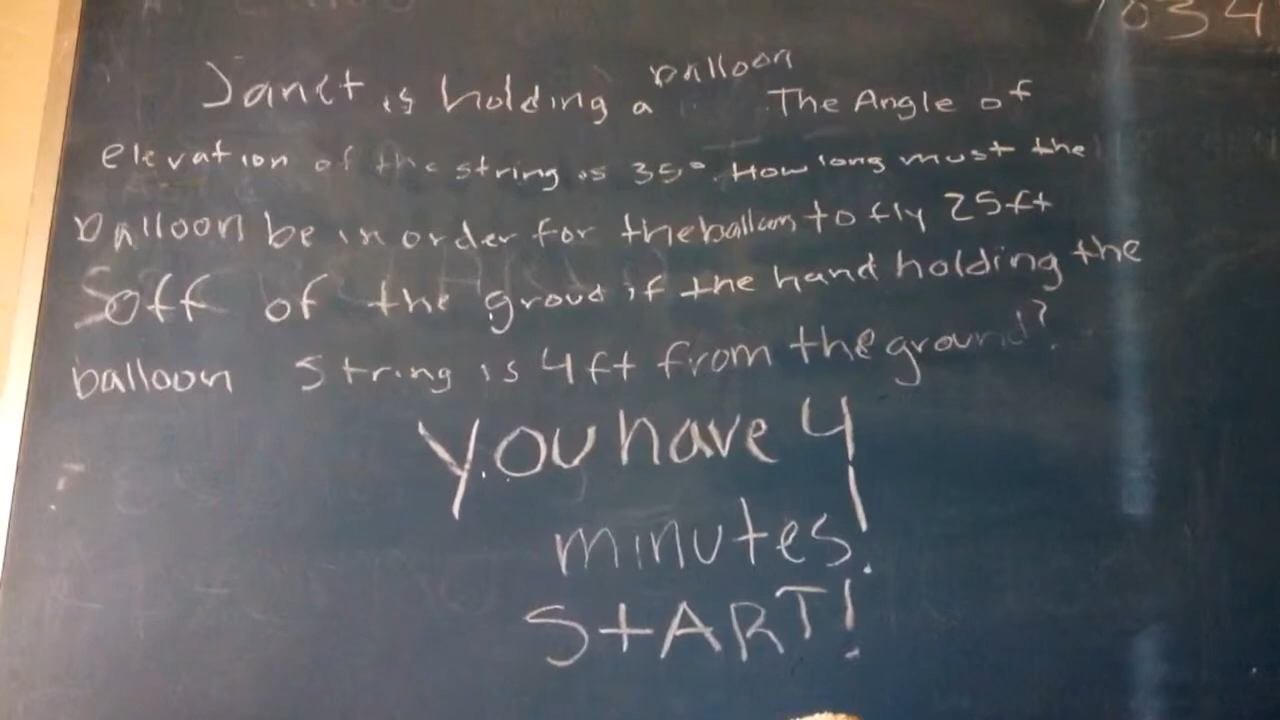 7034
Janet is holding a balloon The Angle of
elevation of the string is 35°. How long must the
balloon be in order for the balloon to fly 25ft
off of the groud if the hand holding the
balloon string is 4ft from the ground?
You have 4
minutes!
StART!